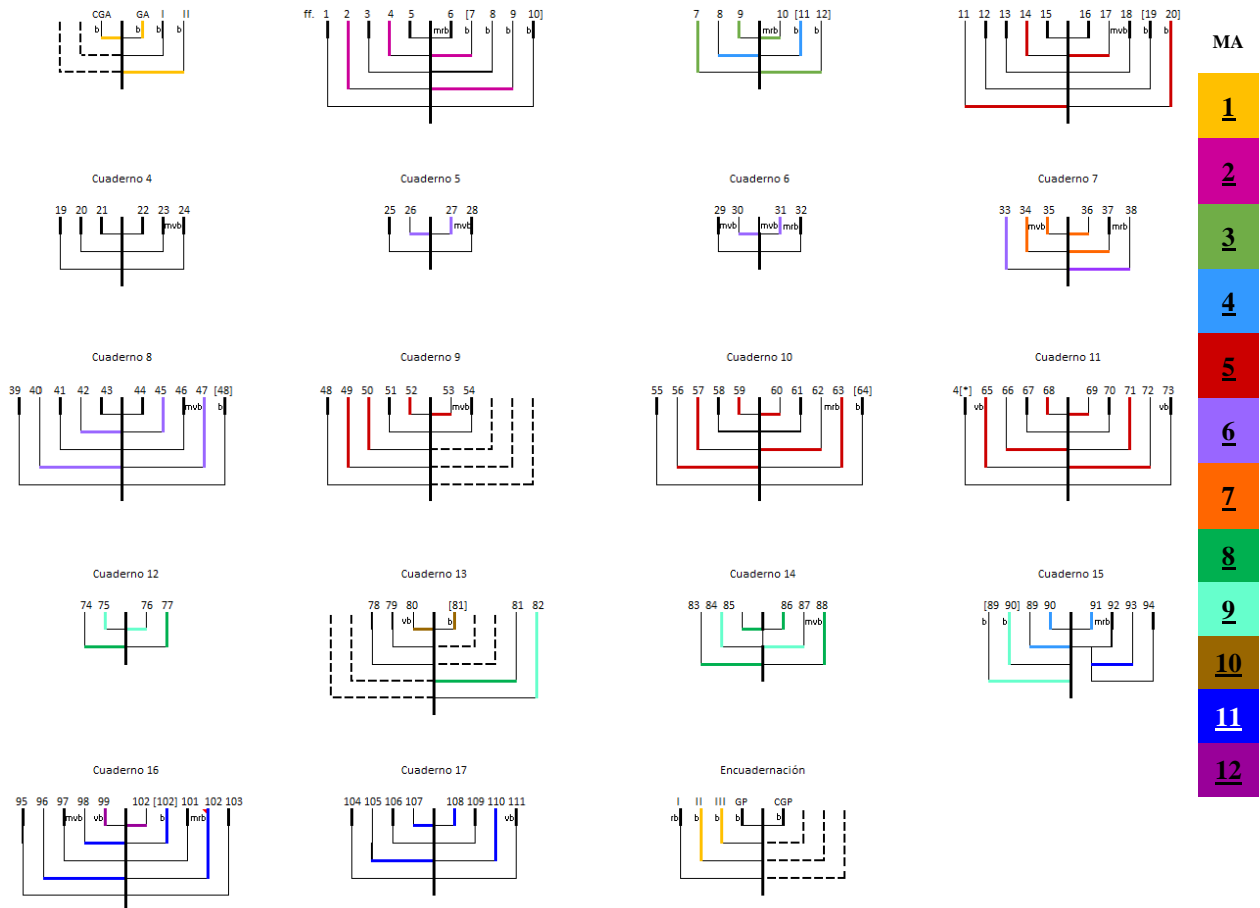 CGA GA I II
b b b b
ff. 1 2 3 4 5 6 [7 8 9 10]
mrb b b b b
7 8 9 10 [11 12]
mrb b b
11 12 13 14 15 16 17 18 [19 20]
mvb b b
MA
1
2
3
4
5
6
7
8
9
10
11
12
Cuaderno 4
19 20 21 22 23 24
mvb
Cuaderno 5
25 26 27 28
mvb
Cuaderno 6
29 30 31 32
mvb mvb mrb
Cuaderno 7
33 34 35 36 37 38
mvb mrb
Cuaderno 8
39 40 41 42 43 44 45 46 47 [48]
mvb b
Cuaderno 9
48 49 50 51 52 53 54
mvb
Cuaderno 10
55 56 57 58 59 60 61 62 63 [64]
mrb b
Cuaderno 11
4[*] 65 66 67 68 69 70 71 72 73
vb vb
Cuaderno 12
74 75 76 77
Cuaderno 13
78 79 80 [81] 81 82
vb b
Cuaderno 14
83 84 85 86 87 88
mvb
Cuaderno 15
[89 90] 89 90 91 92 93 94
b b mrb
Cuaderno 16
95 96 97 98 99 102 [102] 101 102 103
mvb vb b mrb
Cuaderno 17
104 105 106 107 108 109 110 111
vb
Encuadernación
I II III GP CGP
rb b b b b